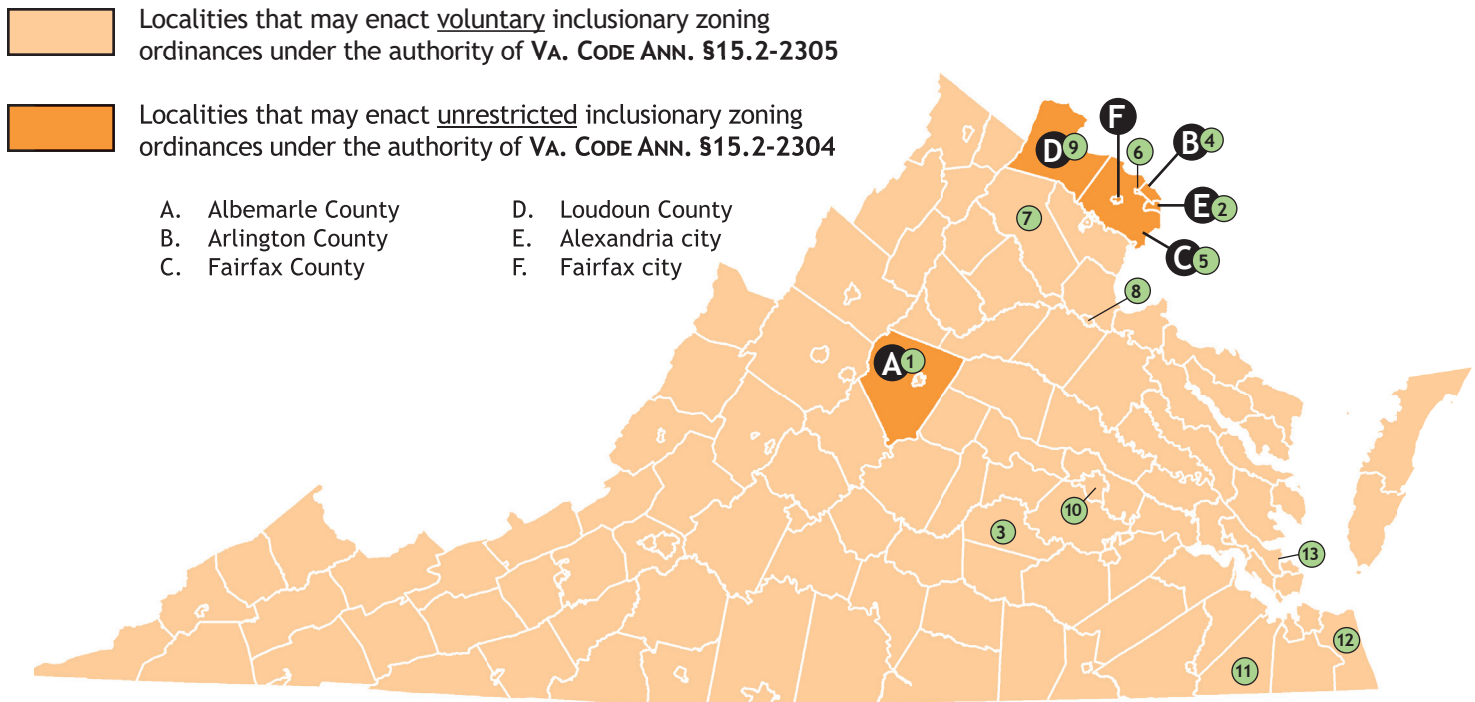 Localities that may enact voluntary inclusionary zoning
ordinances under the authority of VA. CODE ANN. §15.2-2305
Localities that may enact unrestricted inclusionary zoning
ordinances under the authority of VA. CODE ANN. §15.2-2304
A. Albemarle County
B. Arlington County
C. Fairfax County
D. Loudoun County
E. Alexandria city
F. Fairfax city
F
D 9
6
B 4
E 2
7
C 5
8
A 1
10
3
13
12
11